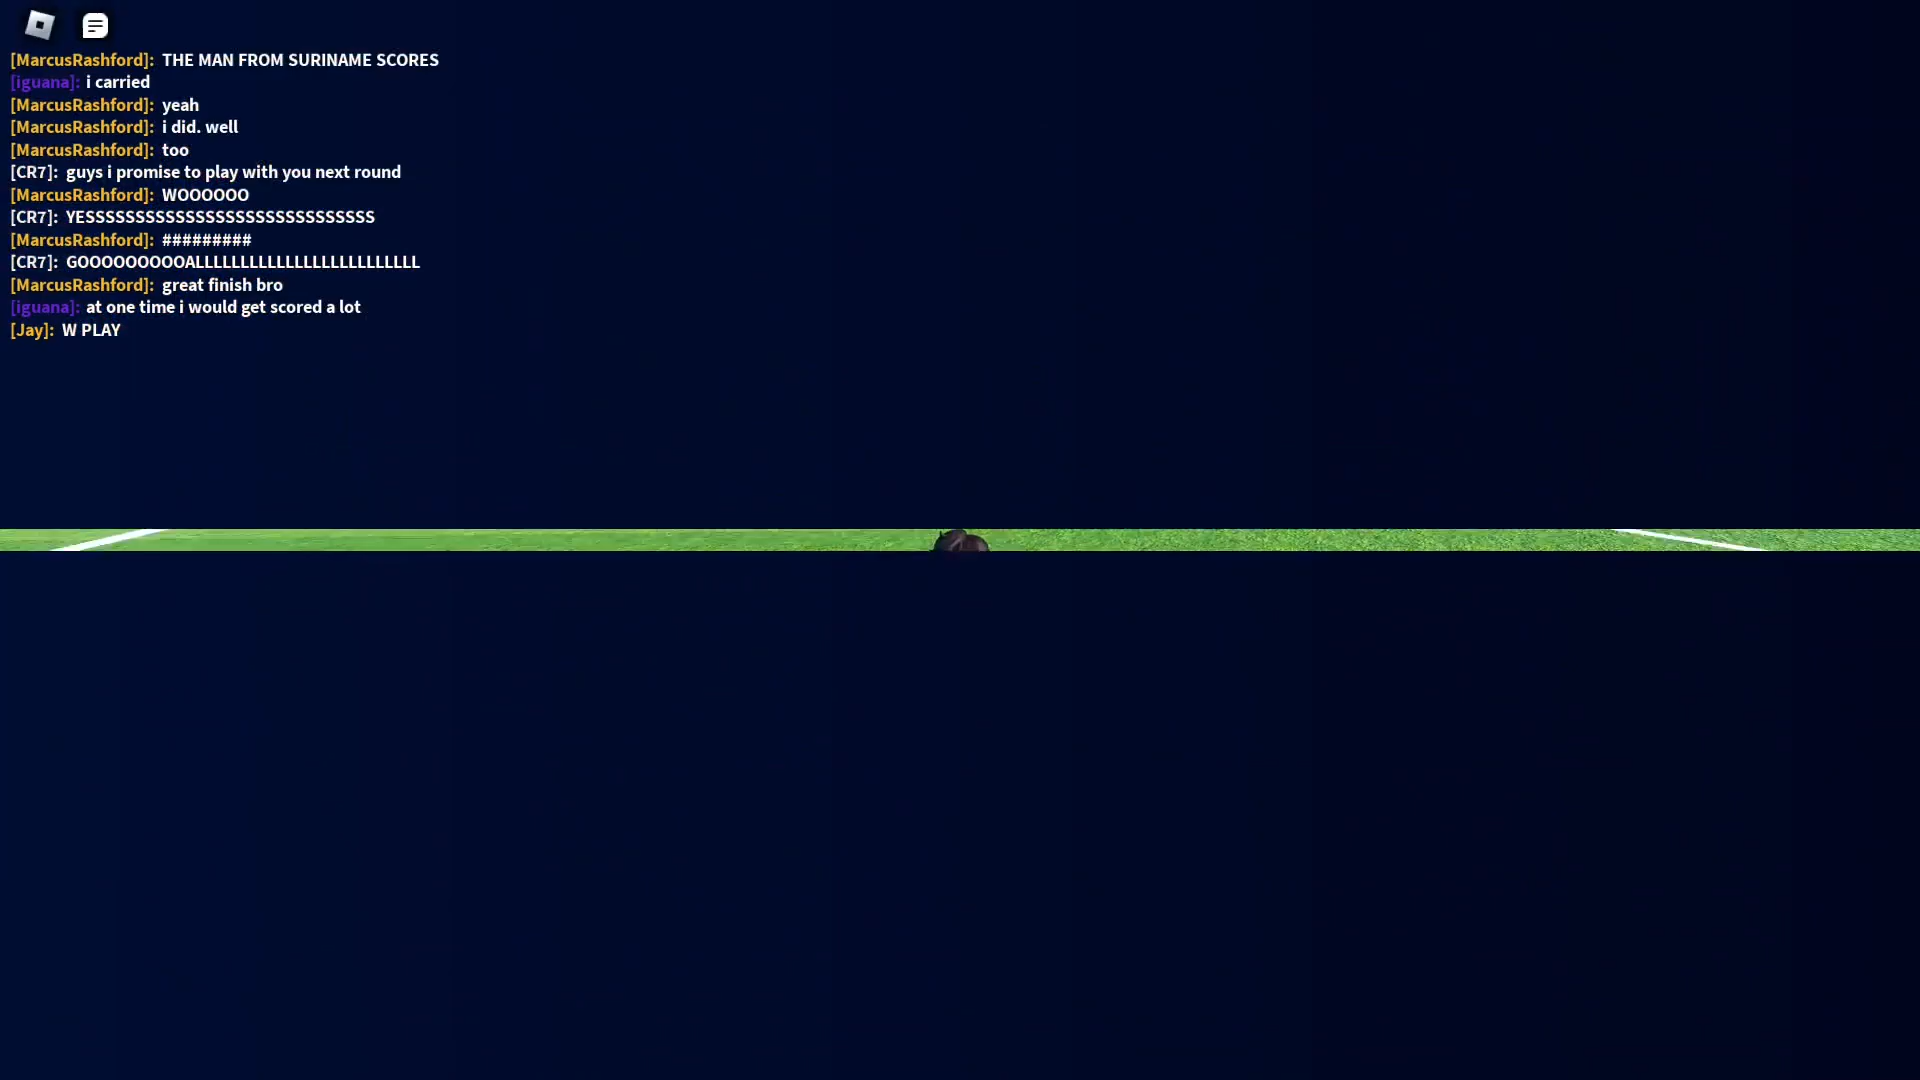 [MarcusRashford]: THE MAN FROM SURINAME SCORES
[iguana]: i carried
[MarcusRashford]: yeah
[MarcusRashford]: i did. well
[MarcusRashford]: too
[CR7]: guys i promise to play with you next round
[MarcusRashford]: WOOOOOO
[CR7]: YESSSSSSSSSSSSSSSSSSSSSSSSSSSSS
[MarcusRashford]: #########
[CR7]: GOOOOOOOOOALLLLLLLLLLLLLLLLLLLLLLLLL
[MarcusRashford]: great finish bro
[iguana]: at one time i would get scored a lot
[Jay]: W PLAY